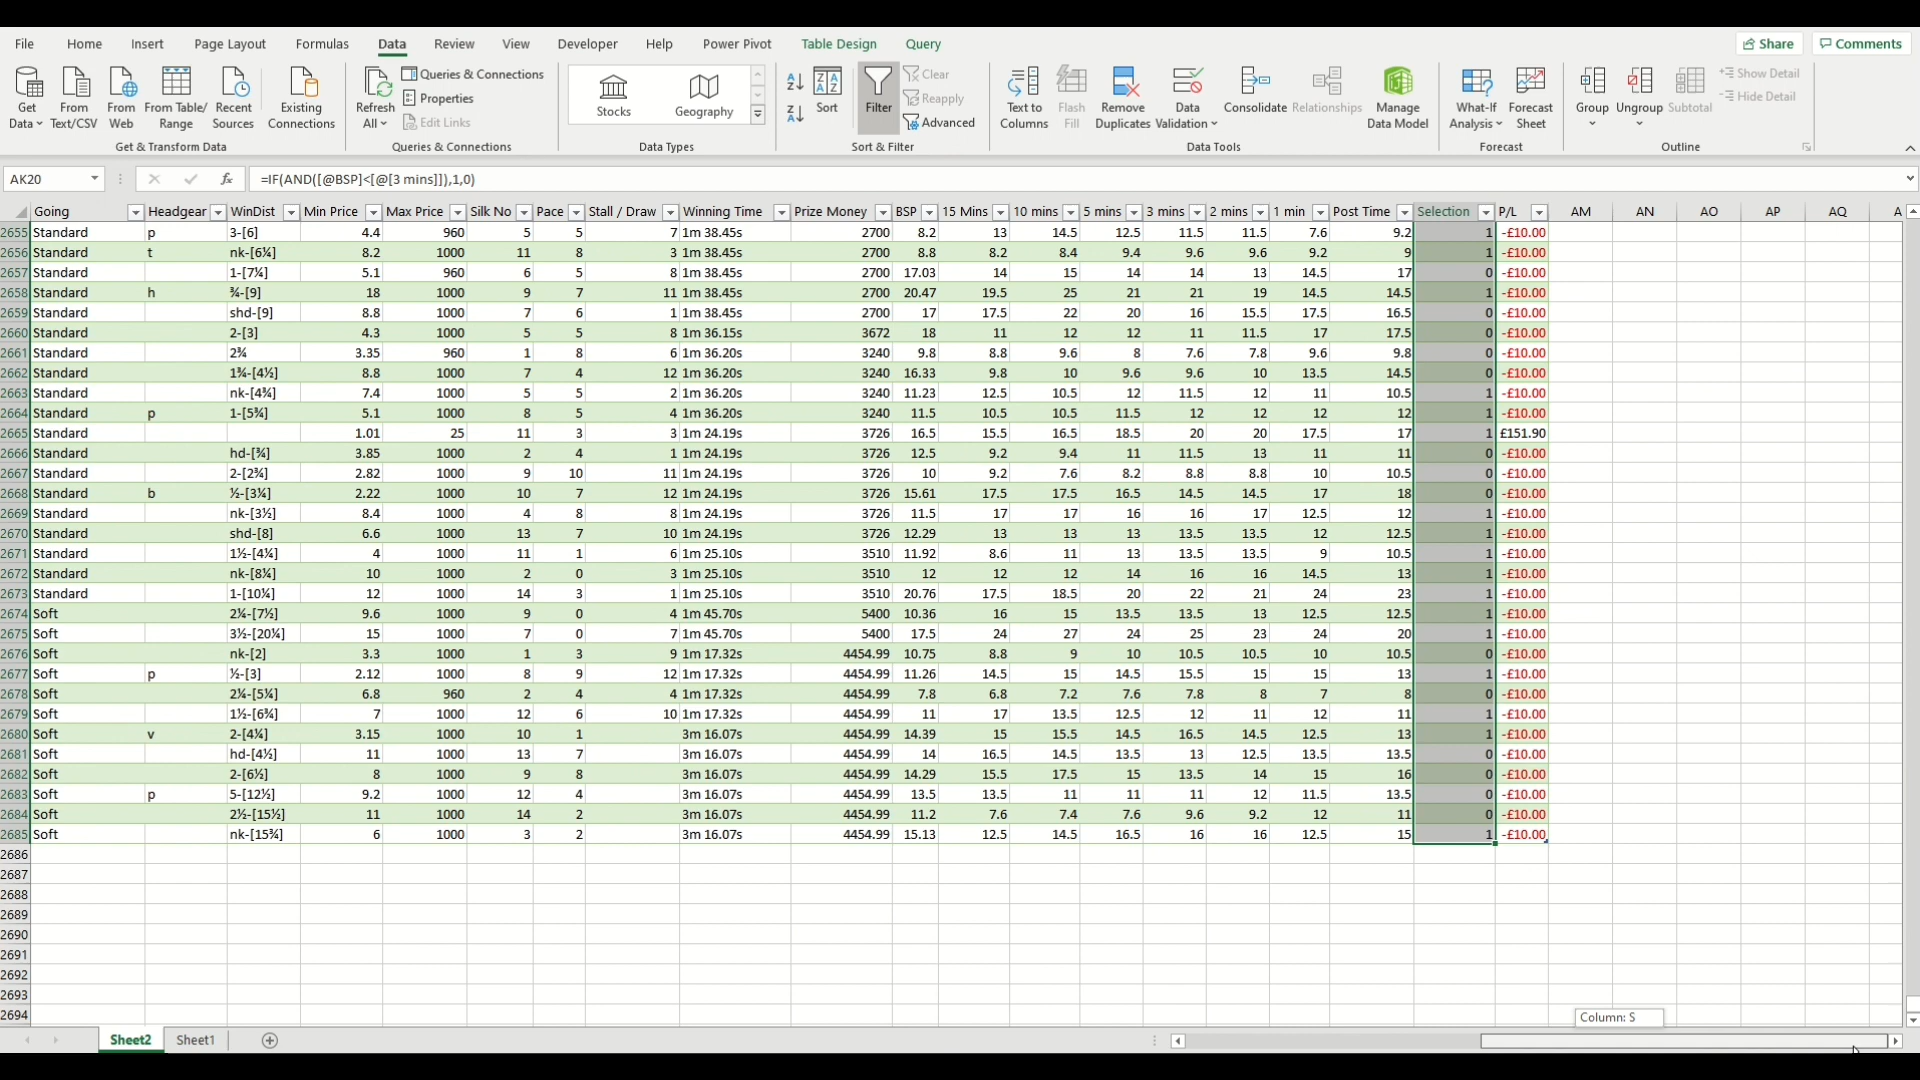 File Home Insert Page Layout Formulas Data Review View Developer Help Power Pivot Table Design Query Share Comments
Get Data From Text/CSV From Web From Table/ Range Recent Sources Existing Connections
Get & Transform Data
Refresh All Queries & Connections Properties Edit Links
Queries & Connections
Stocks Geography
Data Types
Sort Filter Clear Reapply Advanced
Sort & Filter
Text to Columns Flash Fill Remove Duplicates Data Validation Consolidate Relationships Manage Data Model
Data Tools
What-If Analysis Forecast Sheet
Forecast
Group Ungroup Subtotal Show Detail Hide Detail
Outline
AK20 fx =IF(AND([@BSP]<[@[3 mins]]),1,0)
Going Headgear WinDist Min Price Max Price Silk No Pace Stall / Draw Winning Time Prize Money BSP 15 Mins 10 mins 5 mins 3 mins 2 mins 1 min Post Time Selection P/L AM AN AO AP AQ A
2655 Standard p 3-[6] 4.4 960 5 5 7 1m 38.45s 2700 8.2 13 14.5 12.5 11.5 11.5 7.6 9.2 1 -£10.00
2656 Standard t nk-[6¼] 8.2 1000 11 8 3 1m 38.45s 2700 8.8 8.2 8.4 9.4 9.6 9.6 9.2 9 1 -£10.00
2657 Standard 1-[7¼] 5.1 960 6 5 8 1m 38.45s 2700 17.03 14 15 14 14 13 14.5 17 0 -£10.00
2658 Standard h ¾-[9] 18 1000 9 7 11 1m 38.45s 2700 20.47 19.5 25 21 21 19 14.5 14.5 1 -£10.00
2659 Standard shd-[9] 8.8 1000 7 6 1 1m 38.45s 2700 17 17.5 22 20 16 15.5 17.5 16.5 0 -£10.00
2660 Standard 2-[3] 4.3 1000 5 5 8 1m 36.15s 3672 18 11 12 12 11 11.5 17 17.5 0 -£10.00
2661 Standard 2¾ 3.35 960 1 8 6 1m 36.20s 3240 9.8 8.8 9.6 8 7.6 7.8 9.6 9.8 0 -£10.00
2662 Standard 1¾-[4½] 8.8 1000 7 4 12 1m 36.20s 3240 16.33 9.8 10 9.6 9.6 10 13.5 14.5 0 -£10.00
2663 Standard nk-[4¾] 7.4 1000 5 5 2 1m 36.20s 3240 11.23 12.5 10.5 12 11.5 12 11 10.5 1 -£10.00
2664 Standard p 1-[5¾] 5.1 1000 8 5 4 1m 36.20s 3240 11.5 10.5 10.5 11.5 12 12 12 12 1 -£10.00
2665 Standard 1.01 25 11 3 3 1m 24.19s 3726 16.5 15.5 16.5 18.5 20 20 17.5 17 1 £151.90
2666 Standard hd-[¾] 3.85 1000 2 4 1 1m 24.19s 3726 12.5 9.2 9.4 11 11.5 13 11 11 0 -£10.00
2667 Standard 2-[2¾] 2.82 1000 9 10 11 1m 24.19s 3726 10 9.2 7.6 8.2 8.8 8.8 10 10.5 0 -£10.00
2668 Standard b ½-[3¼] 2.22 1000 10 7 12 1m 24.19s 3726 15.61 17.5 17.5 16.5 14.5 14.5 17 18 0 -£10.00
2669 Standard nk-[3½] 8.4 1000 4 8 8 1m 24.19s 3726 11.5 17 17 16 16 17 12.5 12 1 -£10.00
2670 Standard shd-[8] 6.6 1000 13 7 10 1m 24.19s 3726 12.29 13 13 13 13.5 13.5 12 12.5 1 -£10.00
2671 Standard 1½-[4¼] 4 1000 11 1 6 1m 25.10s 3510 11.92 8.6 11 13 13.5 13.5 9 10.5 1 -£10.00
2672 Standard nk-[8¼] 10 1000 2 0 3 1m 25.10s 3510 12 12 12 14 16 16 14.5 13 1 -£10.00
2673 Standard 1-[10¼] 12 1000 14 3 1 1m 25.10s 3510 20.76 17.5 18.5 20 22 21 24 23 1 -£10.00
2674 Soft 2¼-[7½] 9.6 1000 9 0 4 1m 45.70s 5400 10.36 16 15 13.5 13.5 13 12.5 12.5 1 -£10.00
2675 Soft 3½-[20¼] 15 1000 7 0 7 1m 45.70s 5400 17.5 24 27 24 25 23 24 20 1 -£10.00
2676 Soft nk-[2] 3.3 1000 1 3 9 1m 17.32s 4454.99 10.75 8.8 9 10 10.5 10.5 10 10.5 0 -£10.00
2677 Soft p ½-[3] 2.12 1000 8 9 12 1m 17.32s 4454.99 11.26 14.5 15 14.5 15.5 15 15 13 1 -£10.00
2678 Soft 2¼-[5¼] 6.8 960 2 4 4 1m 17.32s 4454.99 7.8 6.8 7.2 7.6 7.8 8 7 8 0 -£10.00
2679 Soft 1½-[6¾] 7 1000 12 6 10 1m 17.32s 4454.99 11 17 13.5 12.5 12 11 12 11 1 -£10.00
2680 Soft v 2-[4¼] 3.15 1000 10 1 3m 16.07s 4454.99 14.39 15 15.5 14.5 16.5 14.5 12.5 13 1 -£10.00
2681 Soft hd-[4½] 11 1000 13 7 3m 16.07s 4454.99 14 16.5 14.5 13.5 13 12.5 13.5 13.5 0 -£10.00
2682 Soft 2-[6½] 8 1000 9 8 3m 16.07s 4454.99 14.29 15.5 17.5 15 13.5 14 15 16 0 -£10.00
2683 Soft p 5-[12½] 9.2 1000 12 4 3m 16.07s 4454.99 13.5 13.5 11 11 11 12 11.5 13.5 0 -£10.00
2684 Soft 2½-[15½] 11 1000 14 2 3m 16.07s 4454.99 11.2 7.6 7.4 7.6 9.6 9.2 12 11 0 -£10.00
2685 Soft nk-[15¾] 6 1000 3 2 3m 16.07s 4454.99 15.13 12.5 14.5 16.5 16 16 12.5 15 1 -£10.00
2686
2687
2688
2689
2690
2691
2692
2693
2694
Column: S
Sheet2 Sheet1